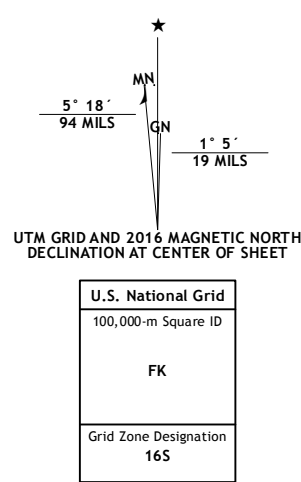 MN
GN
5° 18´
94 MILS
1° 5´
19 MILS
UTM GRID AND 2016 MAGNETIC NORTH
DECLINATION AT CENTER OF SHEET
U.S. National Grid
100,000-m Square ID
FK
Grid Zone Designation
16S